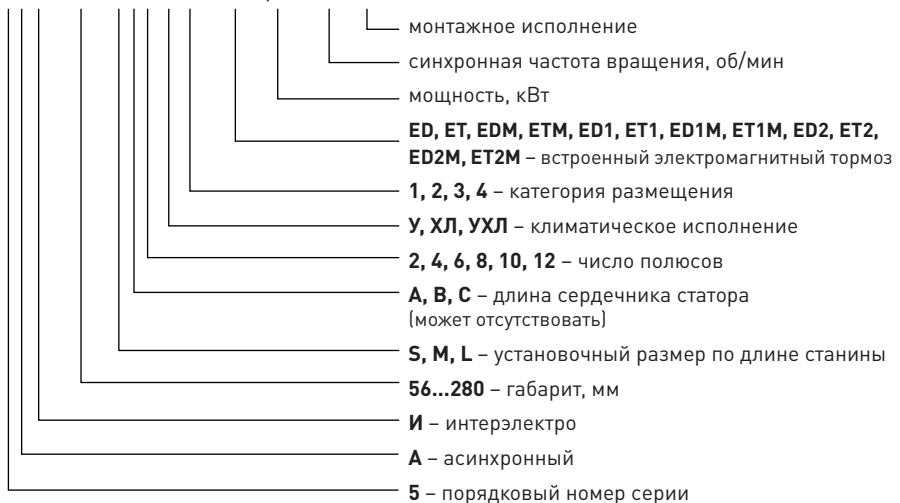 монтажное исполнение
синхронная частота вращения, об/мин
мощность, кВт
ED, ET, EDM, ETM, ED1, ET1, ED1M, ET1M, ED2, ET2,
ED2M, ET2M – встроенный электромагнитный тормоз
1, 2, 3, 4 – категория размещения
У, ХЛ, УХЛ – климатическое исполнение
2, 4, 6, 8, 10, 12 – число полюсов
A, B, C – длина сердечника статора
(может отсутствовать)
S, M, L – установочный размер по длине станины
56...280 – габарит, мм
И – интерэлектро
А – асинхронный
5 – порядковый номер серии